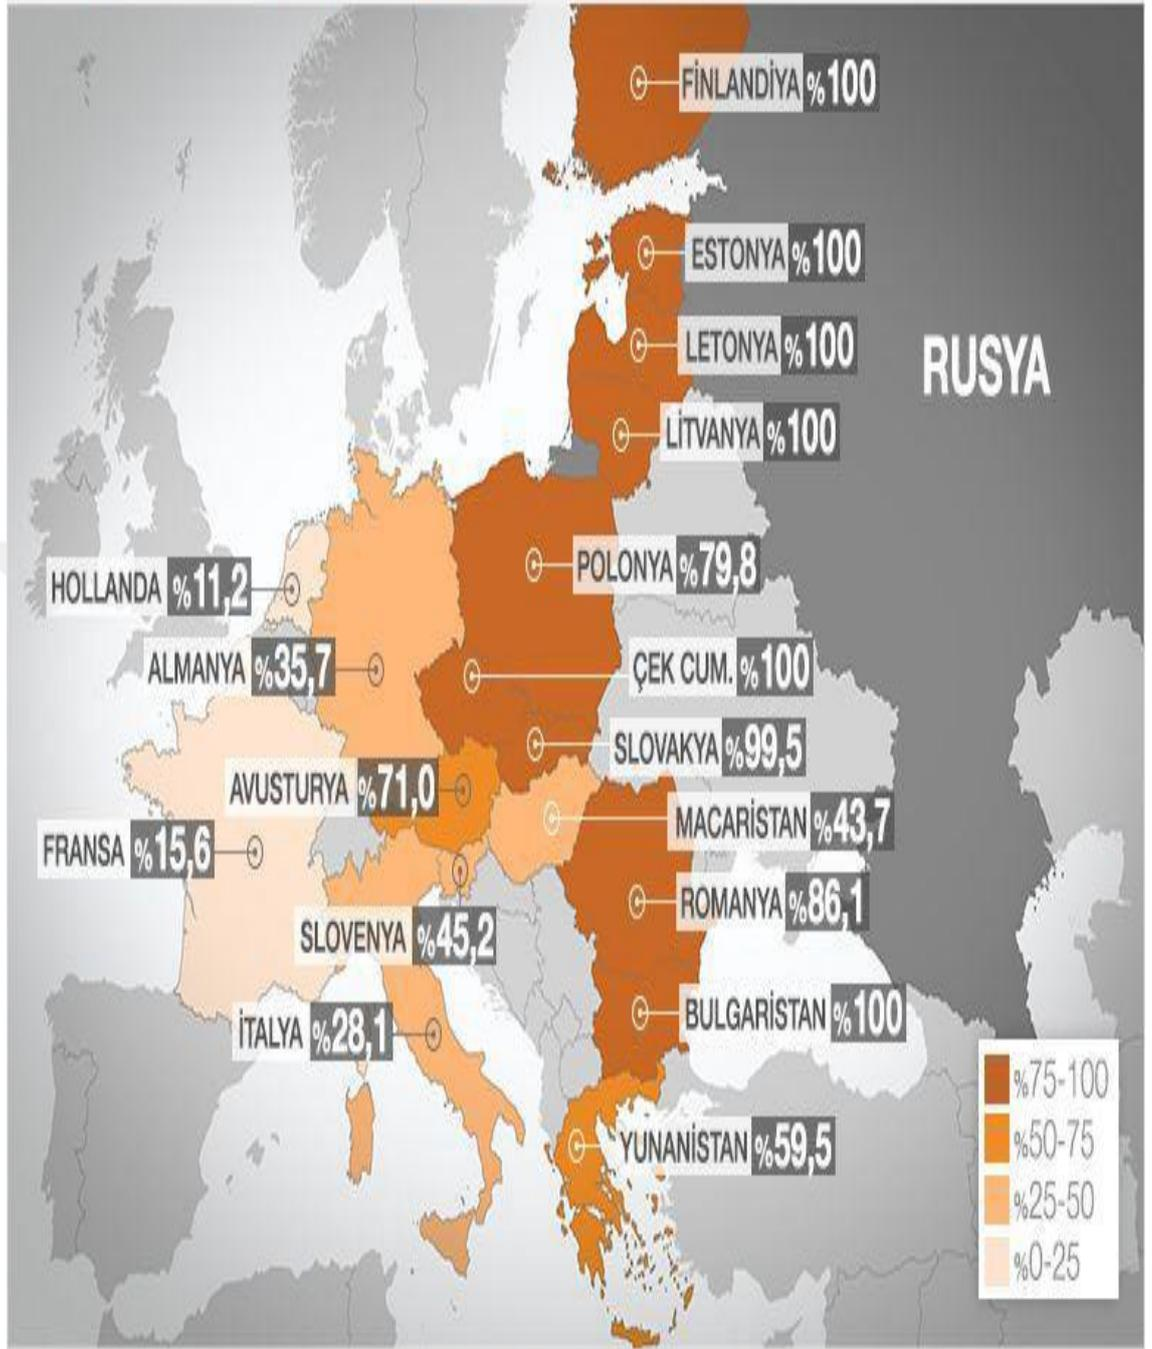 FİNLANDİYA %100
ESTONYA %100
LETONYA %100
RUSYA
LİTVANYA %100
POLONYA %79,8
HOLLANDA %11,2
ALMANYA %35,7
ÇEK CUM. %100
SLOVAKYA %99,5
AVUSTURYA %71,0
MACARİSTAN %43,7
FRANSA %15,6
ROMANYA %86,1
SLOVENYA %45,2
BULGARİSTAN %100
İTALYA %28,1
YUNANİSTAN %59,5
%75-100
%50-75
%25-50
%0-25